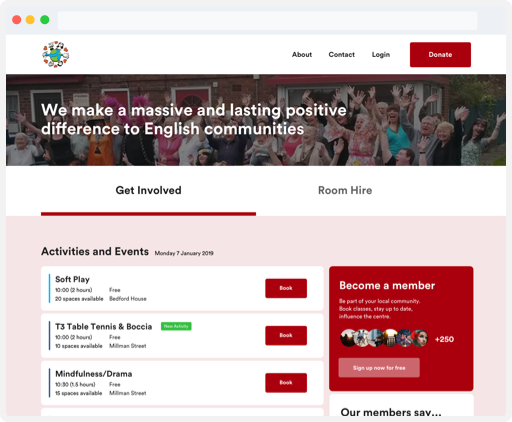 About Contact Login Donate
We make a massive and lasting positive
difference to English communities
Get Involved Room Hire
Activities and Events Monday 7 January 2019
Soft Play
10:00 (2 hours) Free
20 spaces available Bedford House
Book
T3 Table Tennis & Boccia New Activity
10:00 (2 hours) Free
10 spaces available Millman Street
Book
Mindfulness/Drama
10:30 (1.5 hours) Free
15 spaces available Millman Street
Book
Become a member
Be part of your local community.
Book classes, stay up to date,
influence the centre.
+250
Sign up now for free
Our members say...